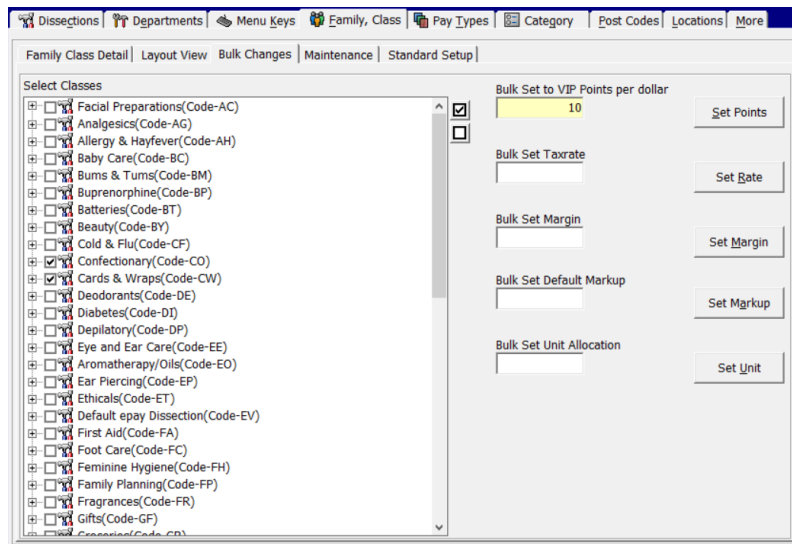 Dissections Departments Menu Keys Family, Class Pay Types Category Post Codes Locations More
Family Class Detail Layout View Bulk Changes Maintenance Standard Setup
Select Classes
Facial Preparations(Code-AC)
Analgesics(Code-AG)
Allergy & Hayfever(Code-AH)
Baby Care(Code-BC)
Bums & Tums(Code-BM)
Buprenorphine(Code-BP)
Batteries(Code-BT)
Beauty(Code-BY)
Cold & Flu(Code-CF)
Confectionary(Code-CO)
Cards & Wraps(Code-CW)
Deodorants(Code-DE)
Diabetes(Code-DI)
Depilatory(Code-DP)
Eye and Ear Care(Code-EE)
Aromatherapy/Oils(Code-EO)
Ear Piercing(Code-EP)
Ethicals(Code-ET)
Default epay Dissection(Code-EV)
First Aid(Code-FA)
Foot Care(Code-FC)
Feminine Hygiene(Code-FH)
Family Planning(Code-FP)
Fragrances(Code-FR)
Gifts(Code-GF)
Bulk Set to VIP Points per dollar
10
Set Points
Bulk Set Taxrate
Set Rate
Bulk Set Margin
Set Margin
Bulk Set Default Markup
Set Markup
Bulk Set Unit Allocation
Set Unit